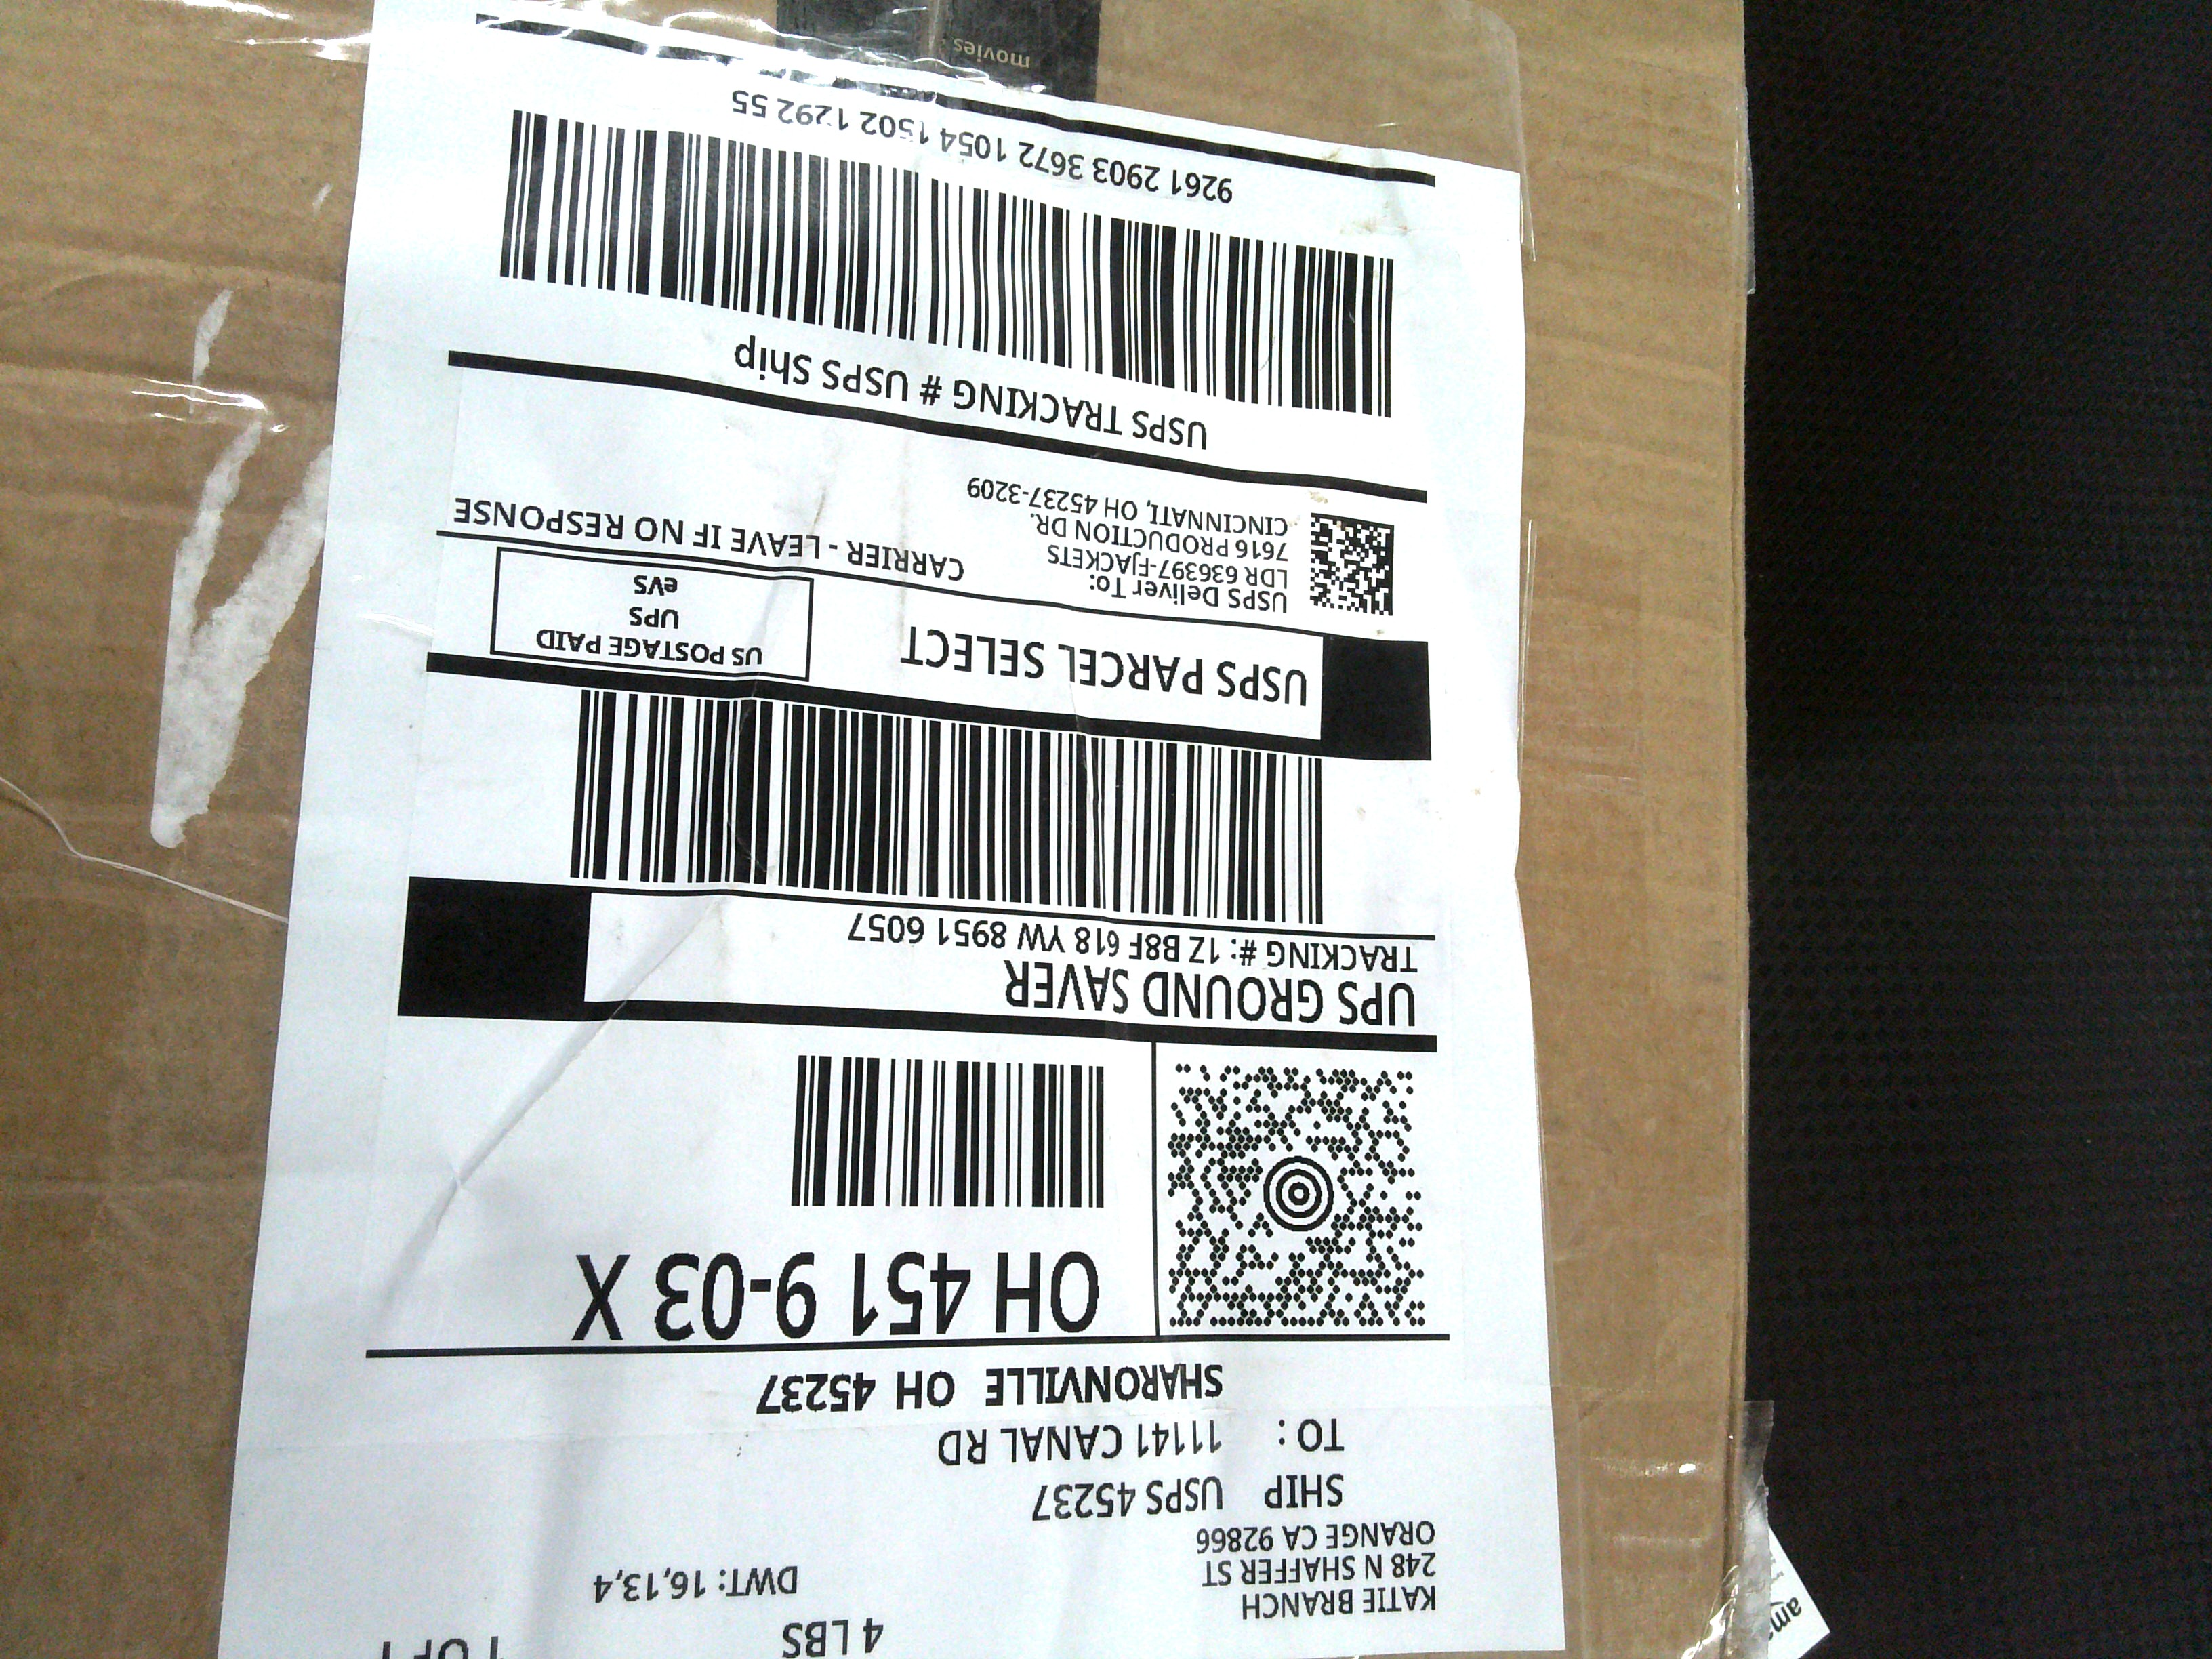 KATIE BRANCH
248 N SHAFFER ST
ORANGE CA 92866
4 LBS
1 OF 1
DWT: 16,13,4
SHIP USPS 45237
TO: 11141 CANAL RD
SHARONVILLE OH 45237
OH 451 9-03 X
UPS GROUND SAVER
TRACKING #: 1Z B8F 618 YW 8951 6057
USPS PARCEL SELECT
US POSTAGE PAID
UPS
eVS
USPS Deliver To:
LDR 636397-FJACKETS
7616 PRODUCTION DR.
CINCINNATI, OH 45237-3209
CARRIER - LEAVE IF NO RESPONSE
USPS TRACKING # USPS Ship
9261 2903 3672 1054 1502 1292 55
movies